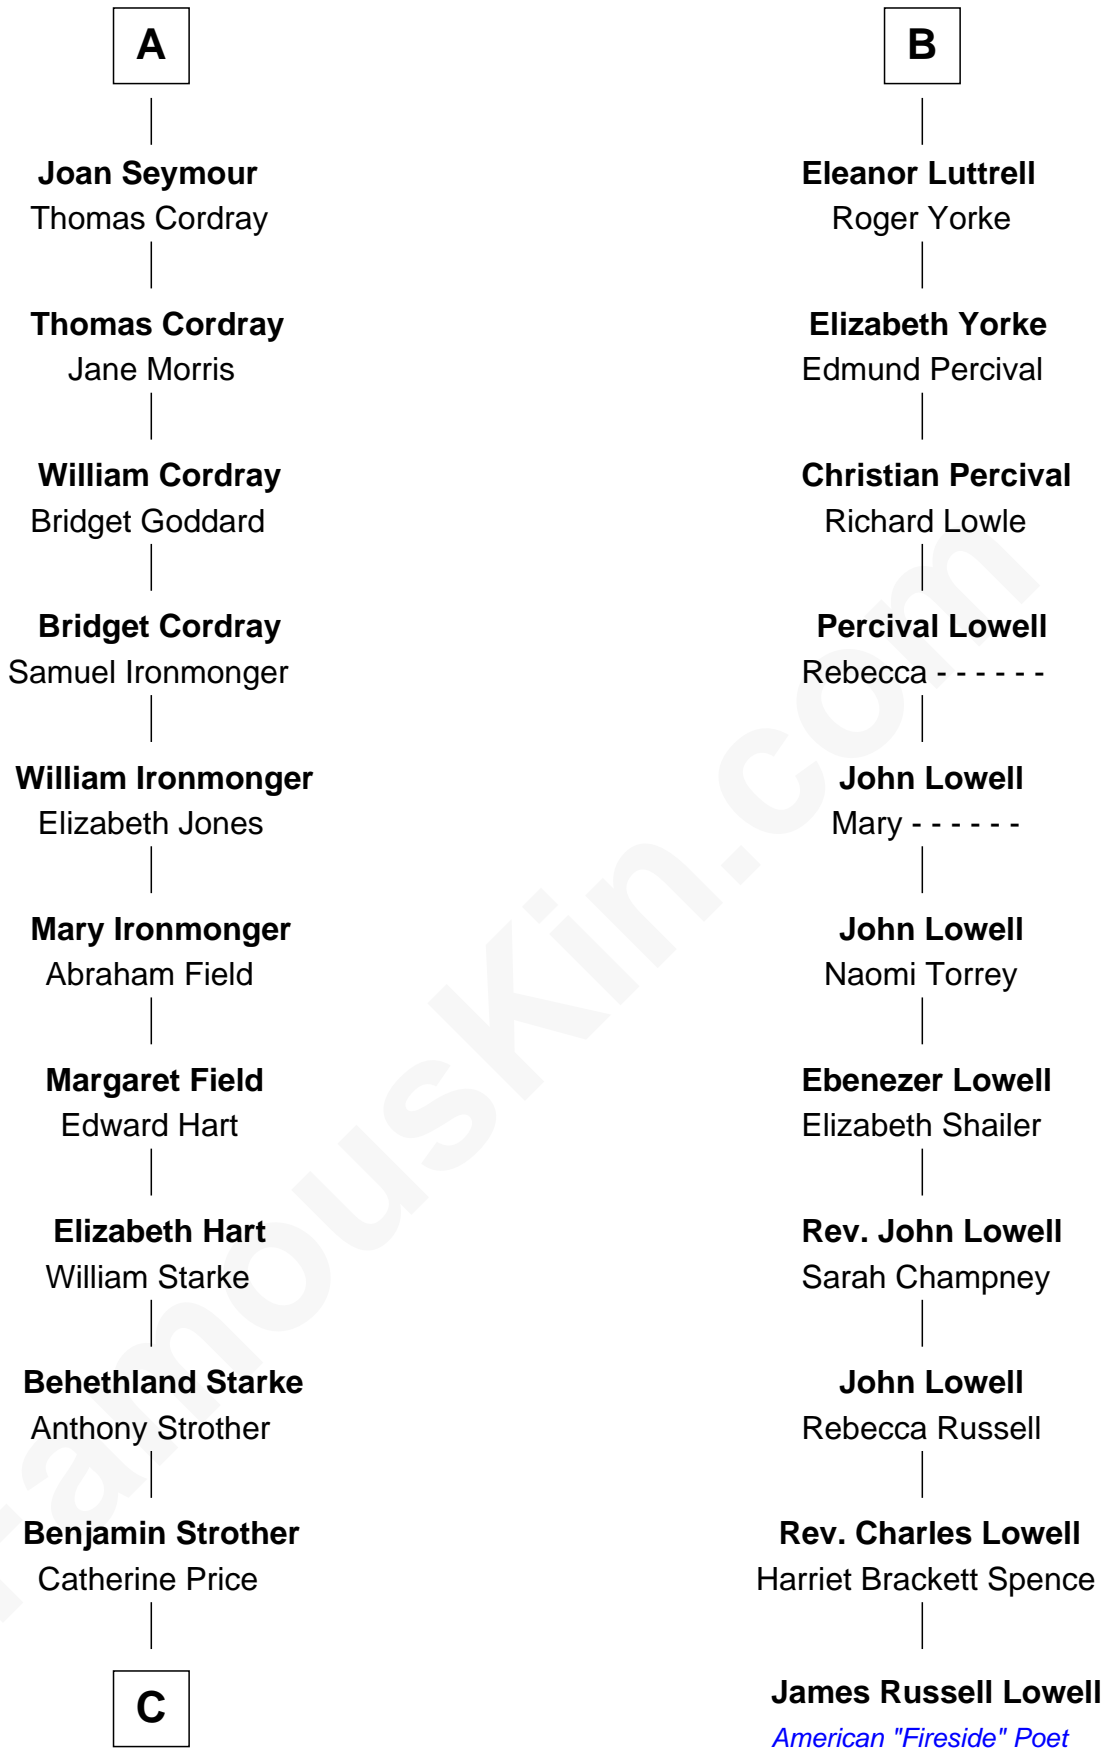 A
Joan Seymour
Thomas Cordray
Thomas Cordray
Jane Morris
William Cordray
Bridget Goddard
Bridget Cordray
Samuel Ironmonger
William Ironmonger
Elizabeth Jones
Mary Ironmonger
Abraham Field
Margaret Field
Edward Hart
Elizabeth Hart
William Starke
Behethland Starke
Anthony Strother
Benjamin Strother
Catherine Price
C
B
Eleanor Luttrell
Roger Yorke
Elizabeth Yorke
Edmund Percival
Christian Percival
Richard Lowle
Percival Lowell
Rebecca - - - - - -
John Lowell
Mary - - - - - -
John Lowell
Naomi Torrey
Ebenezer Lowell
Elizabeth Shailer
Rev. John Lowell
Sarah Champney
John Lowell
Rebecca Russell
Rev. Charles Lowell
Harriet Brackett Spence
James Russell Lowell
American "Fireside" Poet
FamousKin.com